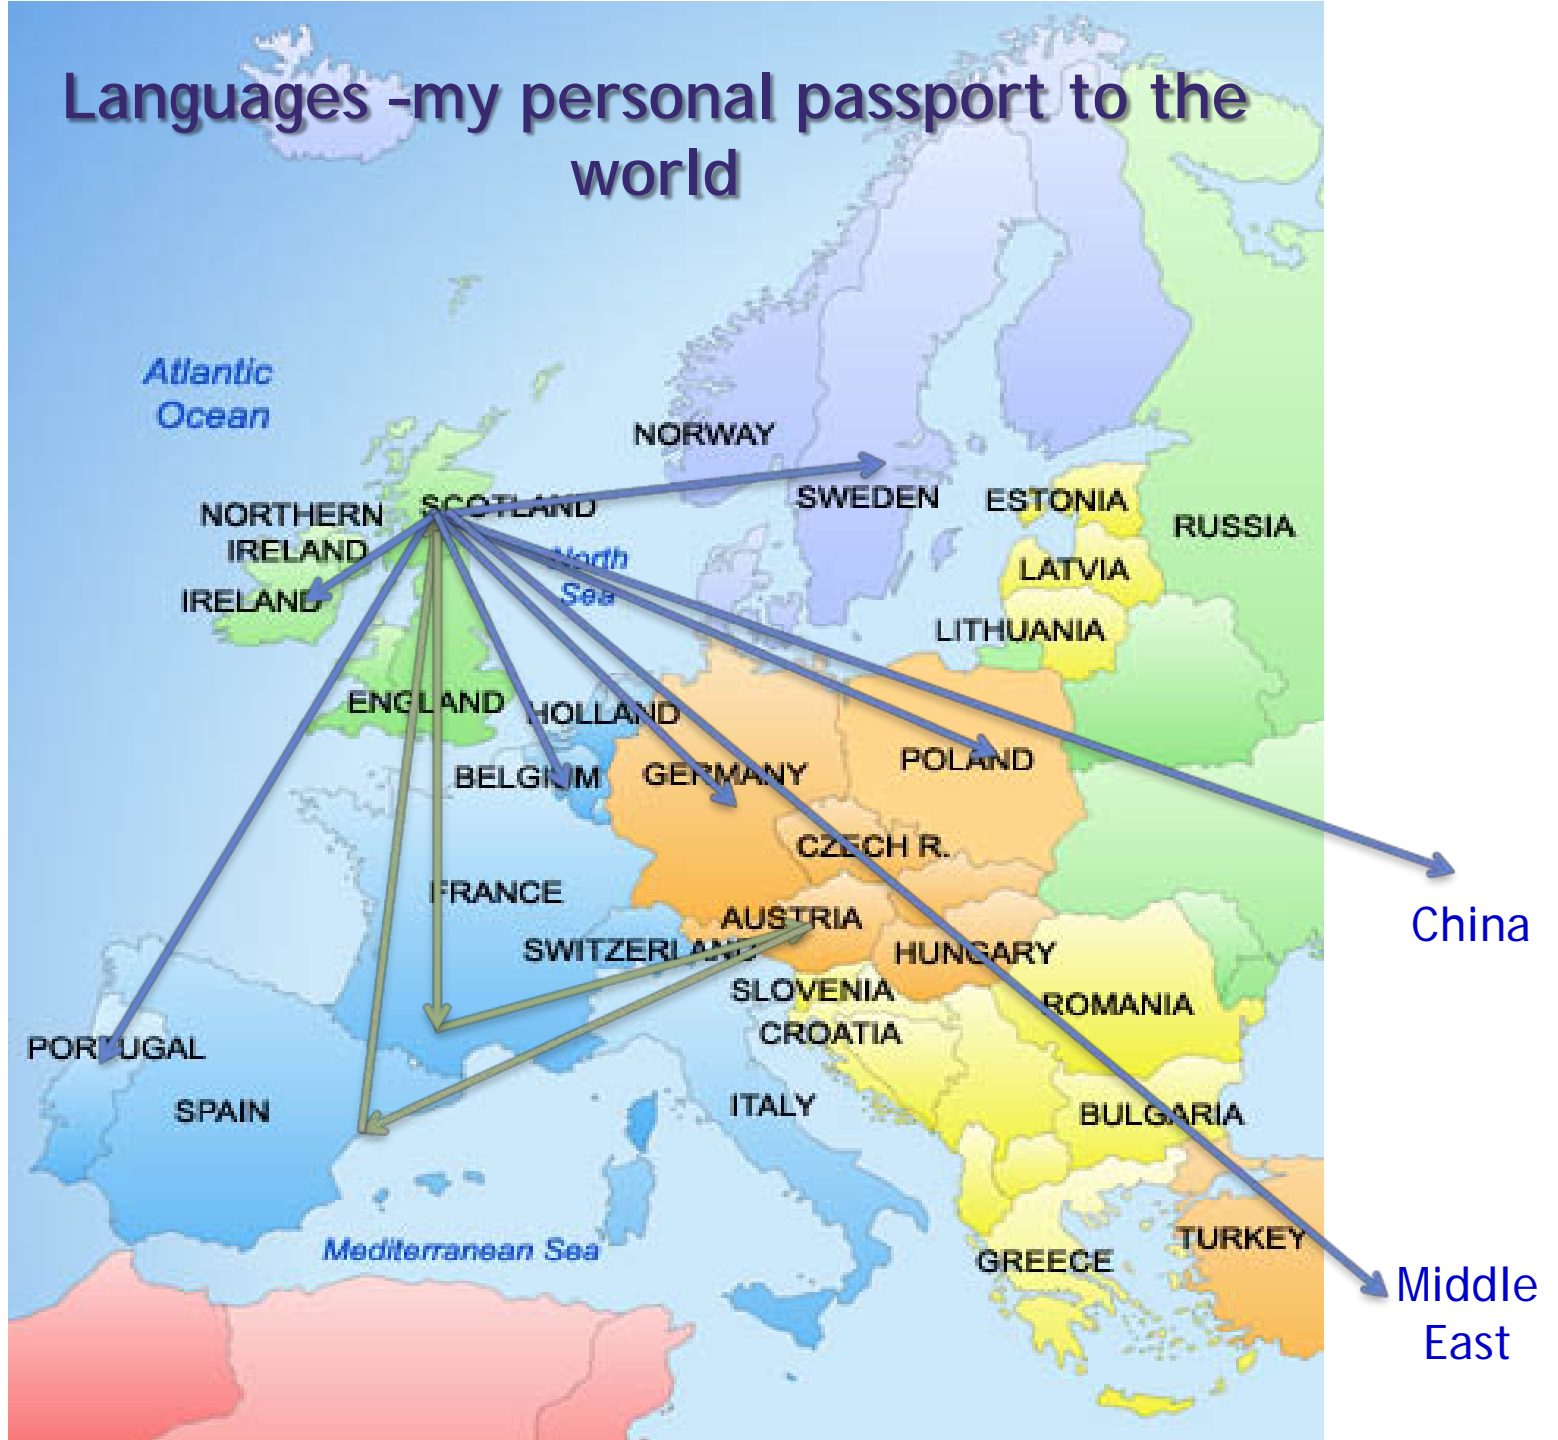 Languages -my personal passport to the
world
Atlantic
Ocean
NORWAY
SWEDEN
ESTONIA
RUSSIA
SCOTLAND
NORTHERN
IRELAND
North
Sea
LATVIA
IRELAND
LITHUANIA
ENGLAND
HOLLAND
BELGIUM
GERMANY
POLAND
CZECH R.
FRANCE
AUSTRIA
China
SWITZERLAND
HUNGARY
SLOVENIA
ROMANIA
CROATIA
PORTUGAL
SPAIN
ITALY
BULGARIA
Mediterranean Sea
GREECE
TURKEY
Middle
East